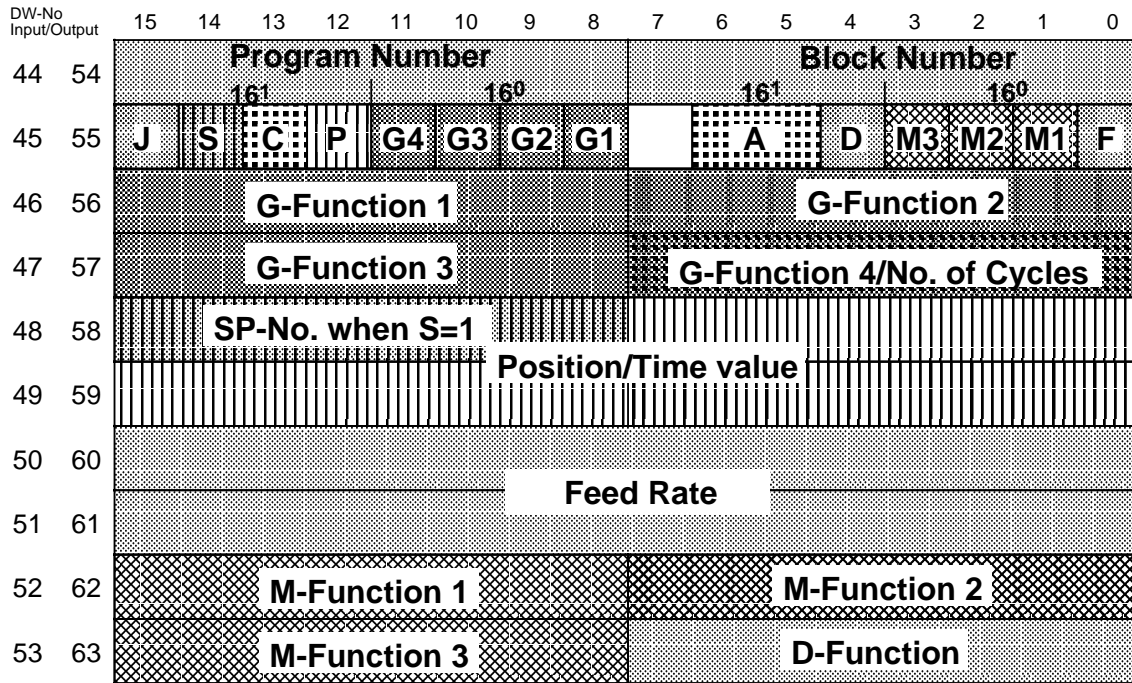 DW-No 15 14 13 12 11 10 9 8 7 6 5 4 3 2 1 0
Input/Output
Program Number Block Number
44 54
16¹ 16⁰ 16¹ 16⁰
45 55 J S C P G4 G3 G2 G1 A D M3 M2 M1 F
46 56 G-Function 1 G-Function 2
47 57 G-Function 3 G-Function 4/No. of Cycles
48 58 SP-No. when S=1
Position/Time value
49 59
50 60
Feed Rate
51 61
52 62 M-Function 1 M-Function 2
53 63 M-Function 3 D-Function